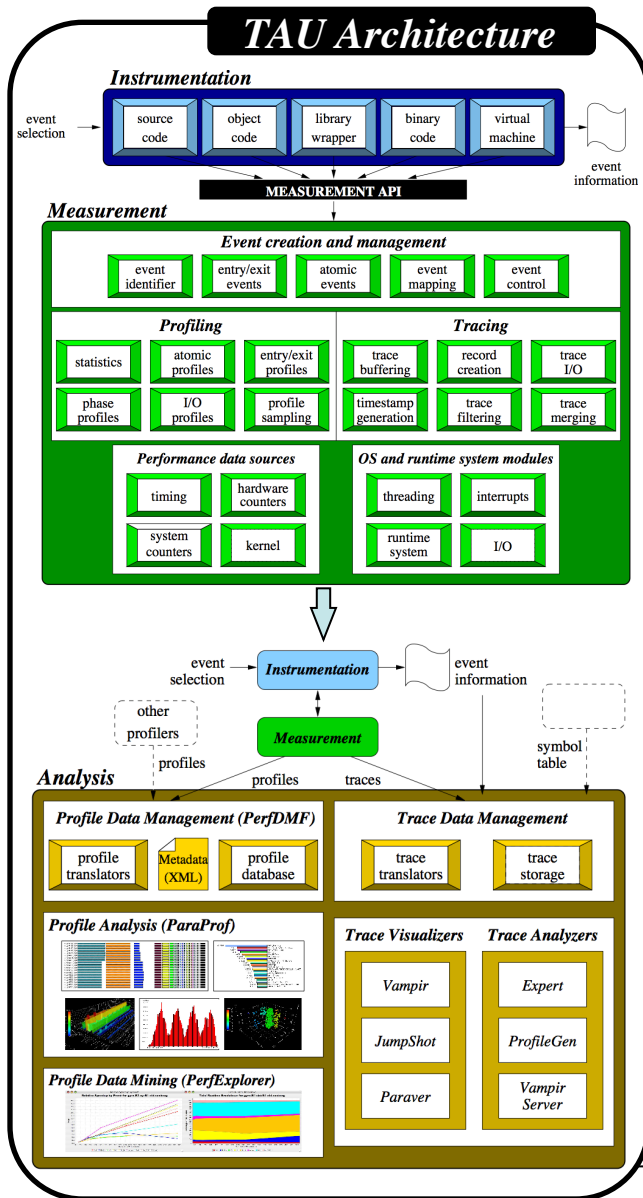 TAU Architecture
Instrumentation
event
selection
source
code
object
code
library
wrapper
binary
code
virtual
machine
event
information
MEASUREMENT API
Measurement
Event creation and management
event
identifier
entry/exit
events
atomic
events
event
mapping
event
control
Profiling
statistics
atomic
profiles
entry/exit
profiles
phase
profiles
I/O
profiles
profile
sampling
Tracing
trace
buffering
record
creation
trace
I/O
timestamp
generation
trace
filtering
trace
merging
Performance data sources
timing
hardware
counters
system
counters
kernel
OS and runtime system modules
threading
interrupts
runtime
system
I/O
event
selection
Instrumentation
event
information
other
profilers
Measurement
symbol
table
profiles
profiles
traces
Analysis
Profile Data Management (PerfDMF)
profile
translators
Metadata
(XML)
profile
database
Trace Data Management
trace
translators
trace
storage
Profile Analysis (ParaProf)
Trace Visualizers
Vampir
JumpShot
Paraver
Trace Analyzers
Expert
ProfileGen
Vampir
Server
Profile Data Mining (PerfExplorer)